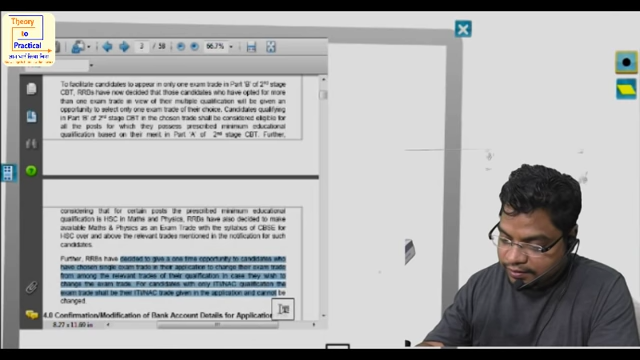 Theory
to
Practical
3 / 58
66.7%
To facilitate candidates to appear in only one exam trade in Part 'B' of 2nd stage
CBT, RRBs have now decided that those candidates who have opted for more
than one exam trade in view of their multiple qualification will be given an
opportunity to select only one exam trade of their choice. Candidates qualifying
in Part 'B' of 2nd stage CBT in the chosen trade shall be considered eligible for
all the posts for which they possess prescribed minimum educational
qualification based on their merit in Part 'A' of 2nd stage CBT. Further,
considering that for certain posts the prescribed minimum educational
qualification is HSC in Maths and Physics, RRBs have also decided to make
available Maths & Physics as an Exam Trade with the syllabus of CBSE for
HSC over and above the relevant trades mentioned in the notification for such
candidates.
Further, RRBs have decided to give a one time opportunity to candidates who
have chosen single exam trade in their application to change their exam trade
from among the relevant trades of their qualification in case they wish to
change the exam trade. For candidates with only ITI/NAC qualification the
exam trade shall be their ITI/NAC trade given in the application and cannot be
changed.
4.0 Confirmation/Modification of Bank Account Details for Application
8.27 x 11.69 in